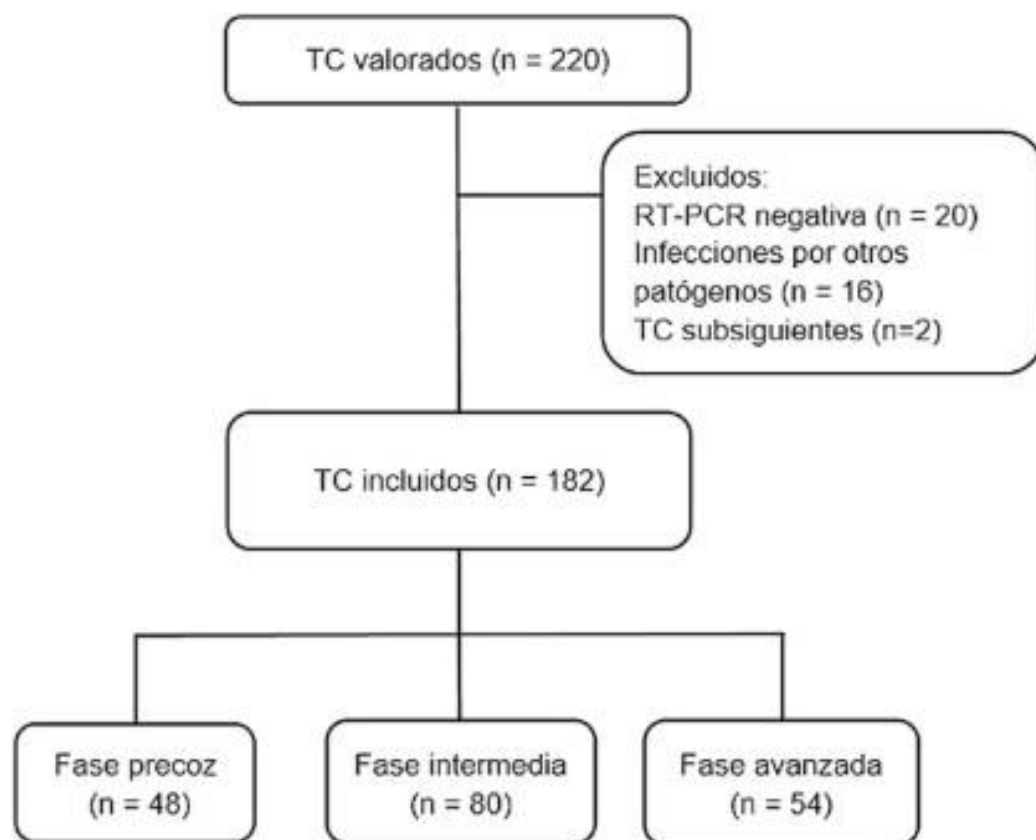 TC valorados (n = 220)
Excluidos:
RT-PCR negativa (n = 20)
Infecciones por otros
patógenos (n = 16)
TC subsiguientes (n=2)
TC incluidos (n = 182)
Fase precoz
(n = 48)
Fase intermedia
(n = 80)
Fase avanzada
(n = 54)